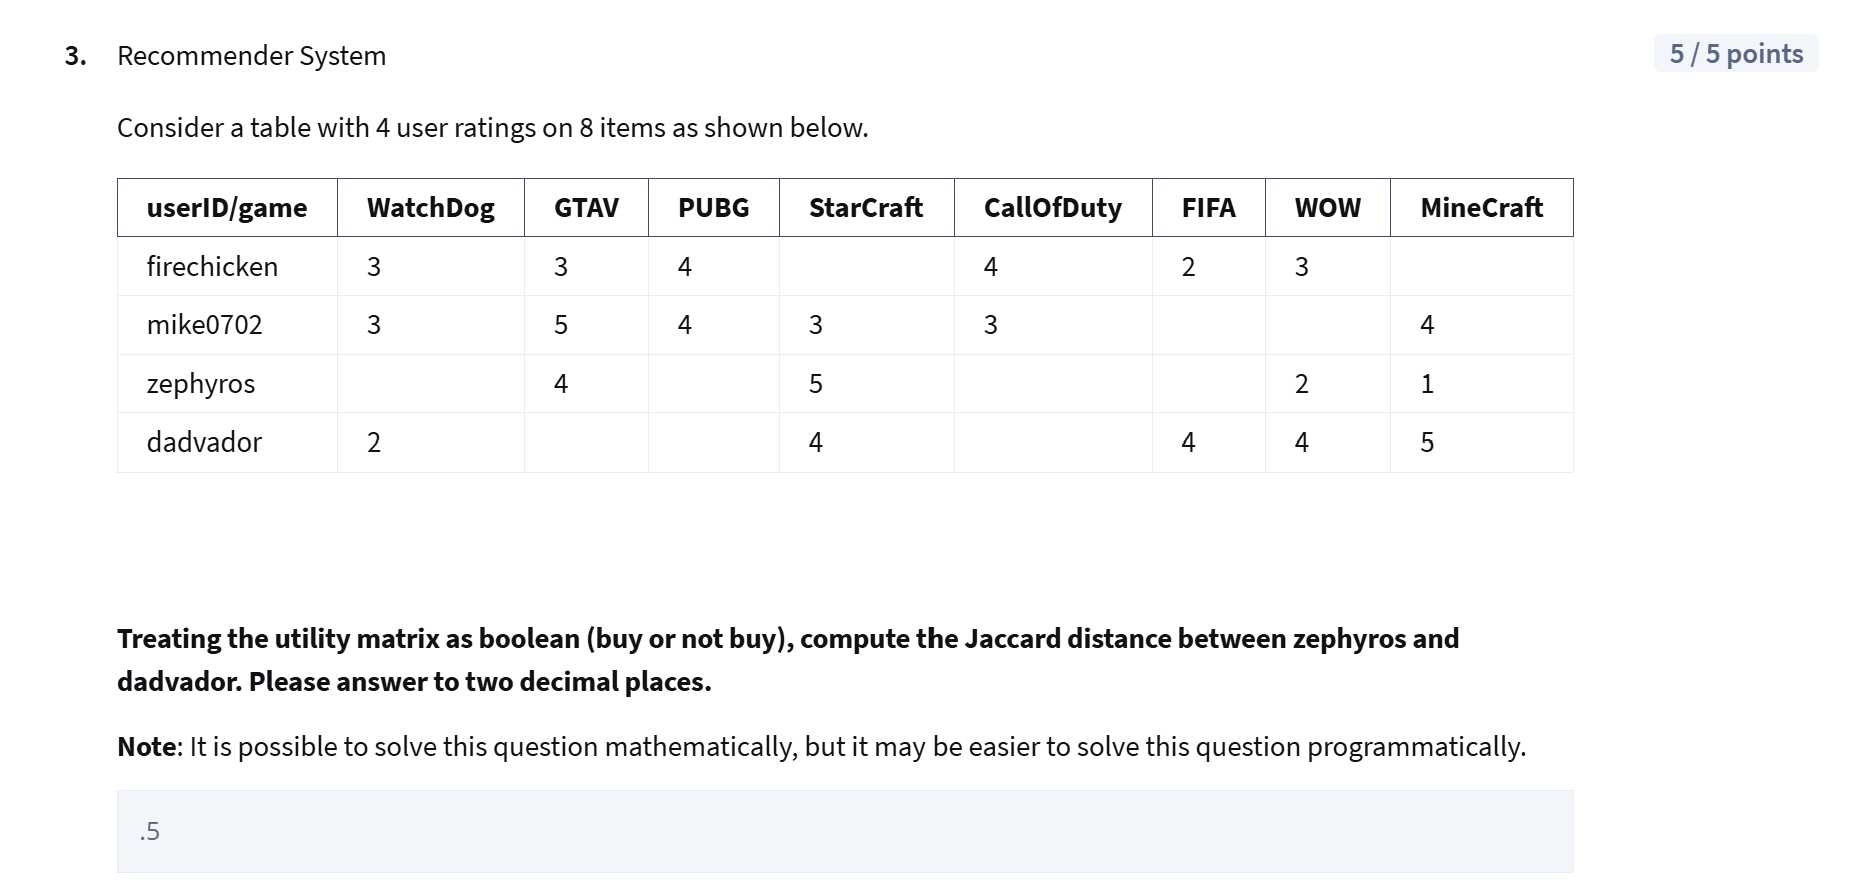 3. Recommender System 5 / 5 points
Consider a table with 4 user ratings on 8 items as shown below.
userID/game WatchDog GTAV PUBG StarCraft CallOfDuty FIFA WOW MineCraft
firechicken 3 3 4 4 2 3
mike0702 3 5 4 3 3 4
zephyros 4 5 2 1
dadvador 2 4 4 4 5
Treating the utility matrix as boolean (buy or not buy), compute the Jaccard distance between zephyros and
dadvador. Please answer to two decimal places.
Note: It is possible to solve this question mathematically, but it may be easier to solve this question programmatically.
.5